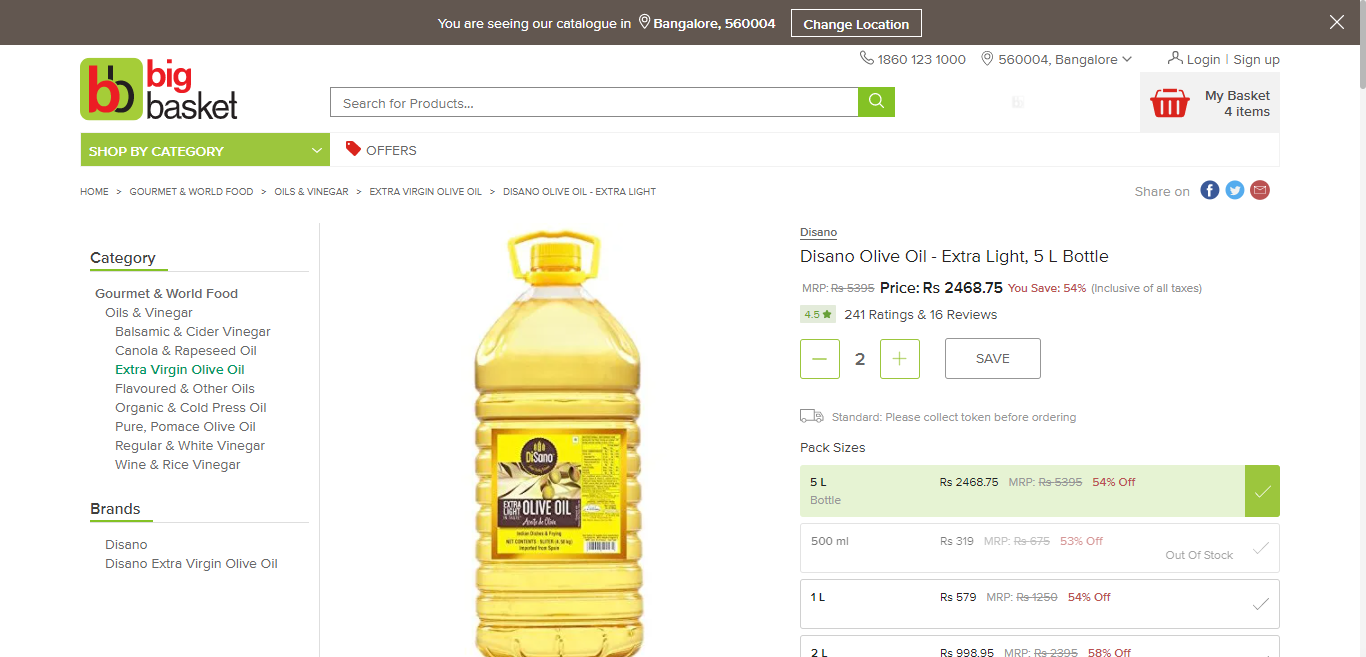 You are seeing our catalogue in Bangalore, 560004 Change Location
1860 123 1000 560004, Bangalore Login | Sign up
bb big basket
Search for Products...
My Basket
4 items
SHOP BY CATEGORY OFFERS
HOME > GOURMET & WORLD FOOD > OILS & VINEGAR > EXTRA VIRGIN OLIVE OIL > DISANO OLIVE OIL - EXTRA LIGHT
Share on
Category
Gourmet & World Food
Oils & Vinegar
Balsamic & Cider Vinegar
Canola & Rapeseed Oil
Extra Virgin Olive Oil
Flavoured & Other Oils
Organic & Cold Press Oil
Pure, Pomace Olive Oil
Regular & White Vinegar
Wine & Rice Vinegar
Brands
Disano
Disano Extra Virgin Olive Oil
DiSano
EXTRA LIGHT OLIVE OIL
Aceite de Oliva
Indian Dishes & Frying
NET CONTENTS : 5LITER (4.58 kg)
Imported from Spain
Disano
Disano Olive Oil - Extra Light, 5 L Bottle
MRP: Rs 5395 Price: Rs 2468.75 You Save: 54% (Inclusive of all taxes)
4.5 241 Ratings & 16 Reviews
2 SAVE
Standard: Please collect token before ordering
Pack Sizes
5 L Rs 2468.75 MRP: Rs 5395 54% Off
Bottle
500 ml Rs 319 MRP: Rs 675 53% Off
Out Of Stock
1 L Rs 579 MRP: Rs 1250 54% Off
2 L Rs 998.95 MRP: Rs 2395 58% Off